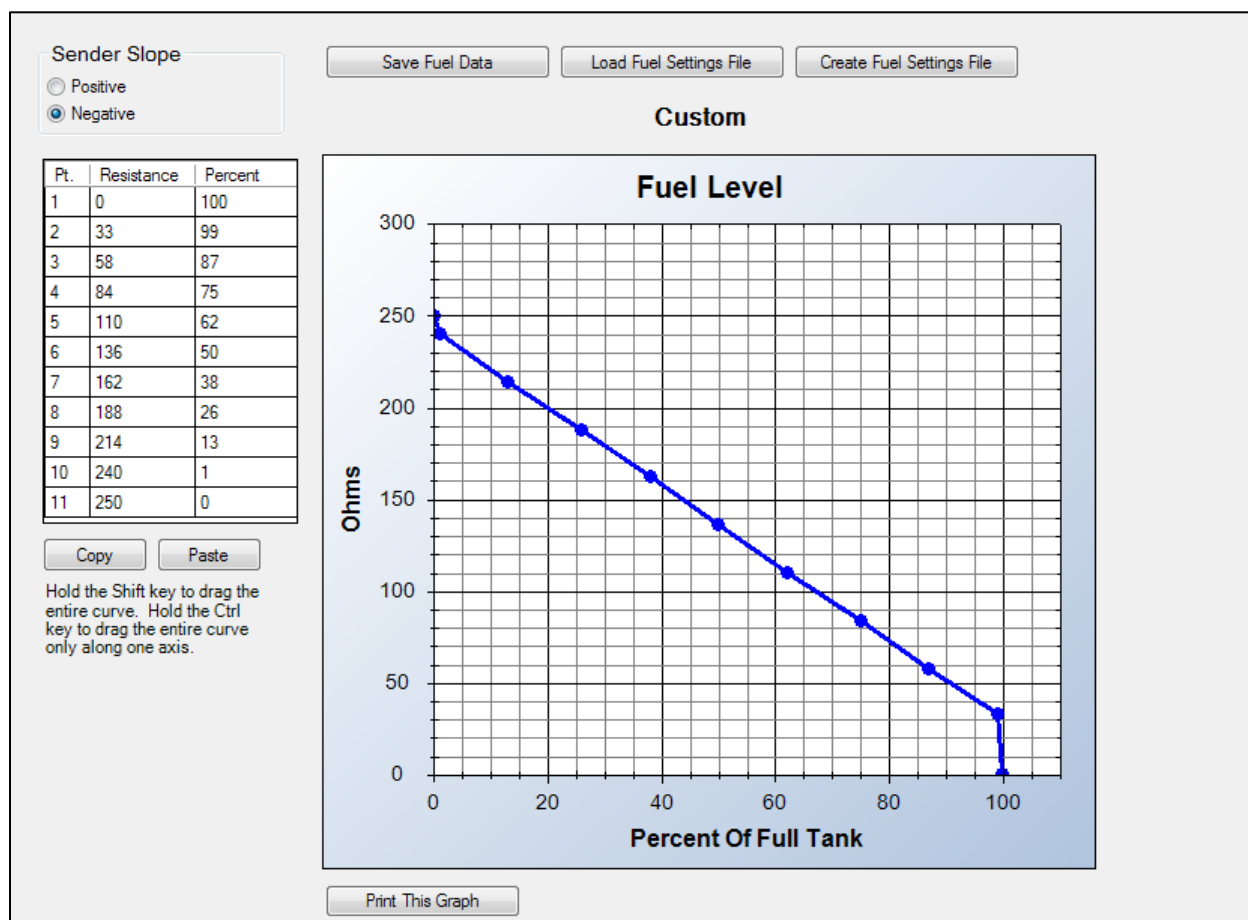 Sender Slope
Positive
Negative
Save Fuel Data
Load Fuel Settings File
Create Fuel Settings File
Custom
Pt. Resistance Percent
1 0 100
2 33 99
3 58 87
4 84 75
5 110 62
6 136 50
7 162 38
8 188 26
9 214 13
10 240 1
11 250 0
Copy
Paste
Hold the Shift key to drag the
entire curve. Hold the Ctrl
key to drag the entire curve
only along one axis.
Fuel Level
300
250
200
150
100
50
0
Ohms
0 20 40 60 80 100
Percent Of Full Tank
Print This Graph